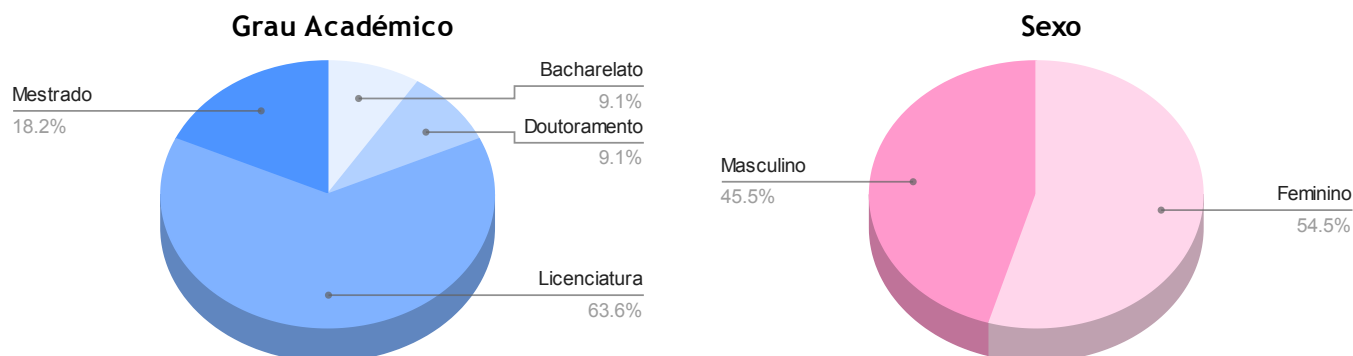 Grau Académico
Mestrado
18.2%
Bacharelato
9.1%
Doutoramento
9.1%
Licenciatura
63.6%
Sexo
Masculino
45.5%
Feminino
54.5%